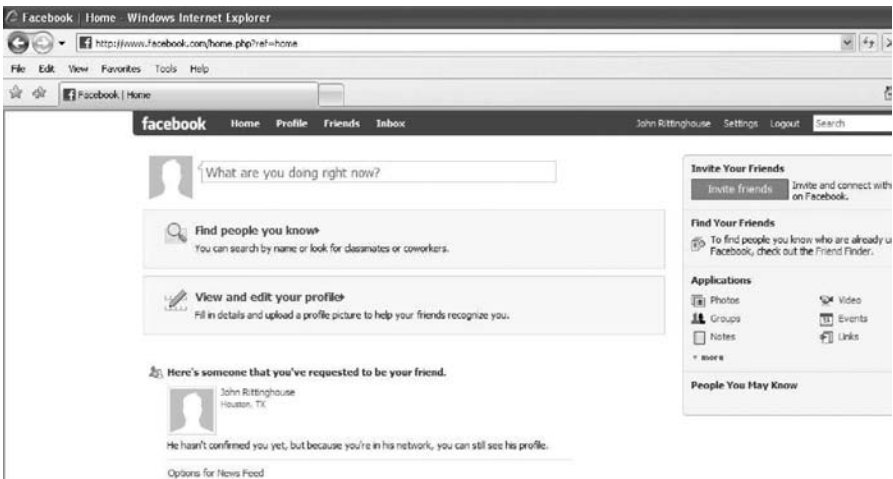 Facebook | Home - Windows Internet Explorer
http://www.facebook.com/home.php?ref=home
File Edit View Favorites Tools Help
Facebook | Home
facebook Home Profile Friends Inbox John Rittinghouse Settings Logout Search
What are you doing right now?
Find people you know
You can search by name or look for classmates or coworkers.
View and edit your profile
Fill in details and upload a profile picture to help your friends recognize you.
Here's someone that you've requested to be your friend.
John Rittinghouse
Houston, TX
He hasn't confirmed you yet, but because you're in his network, you can still see his profile.
Options for News Feed
Invite Your Friends
Invite friends
Invite and connect with
on Facebook.
Find Your Friends
To find people you know who are already
Facebook, check out the Friend Finder.
Applications
Photos Video
Groups Events
Notes Links
more
People You May Know